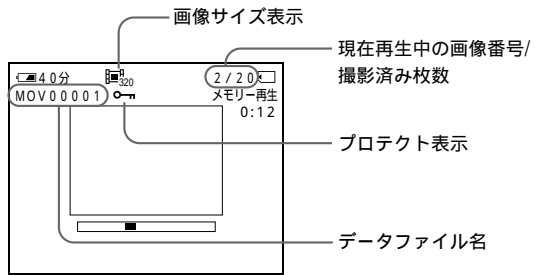 画像サイズ表示
現在再生中の画像番号/
撮影済み枚数
40分
320
2/20
MOV00001
メモリー再生
0:12
プロテクト表示
データファイル名